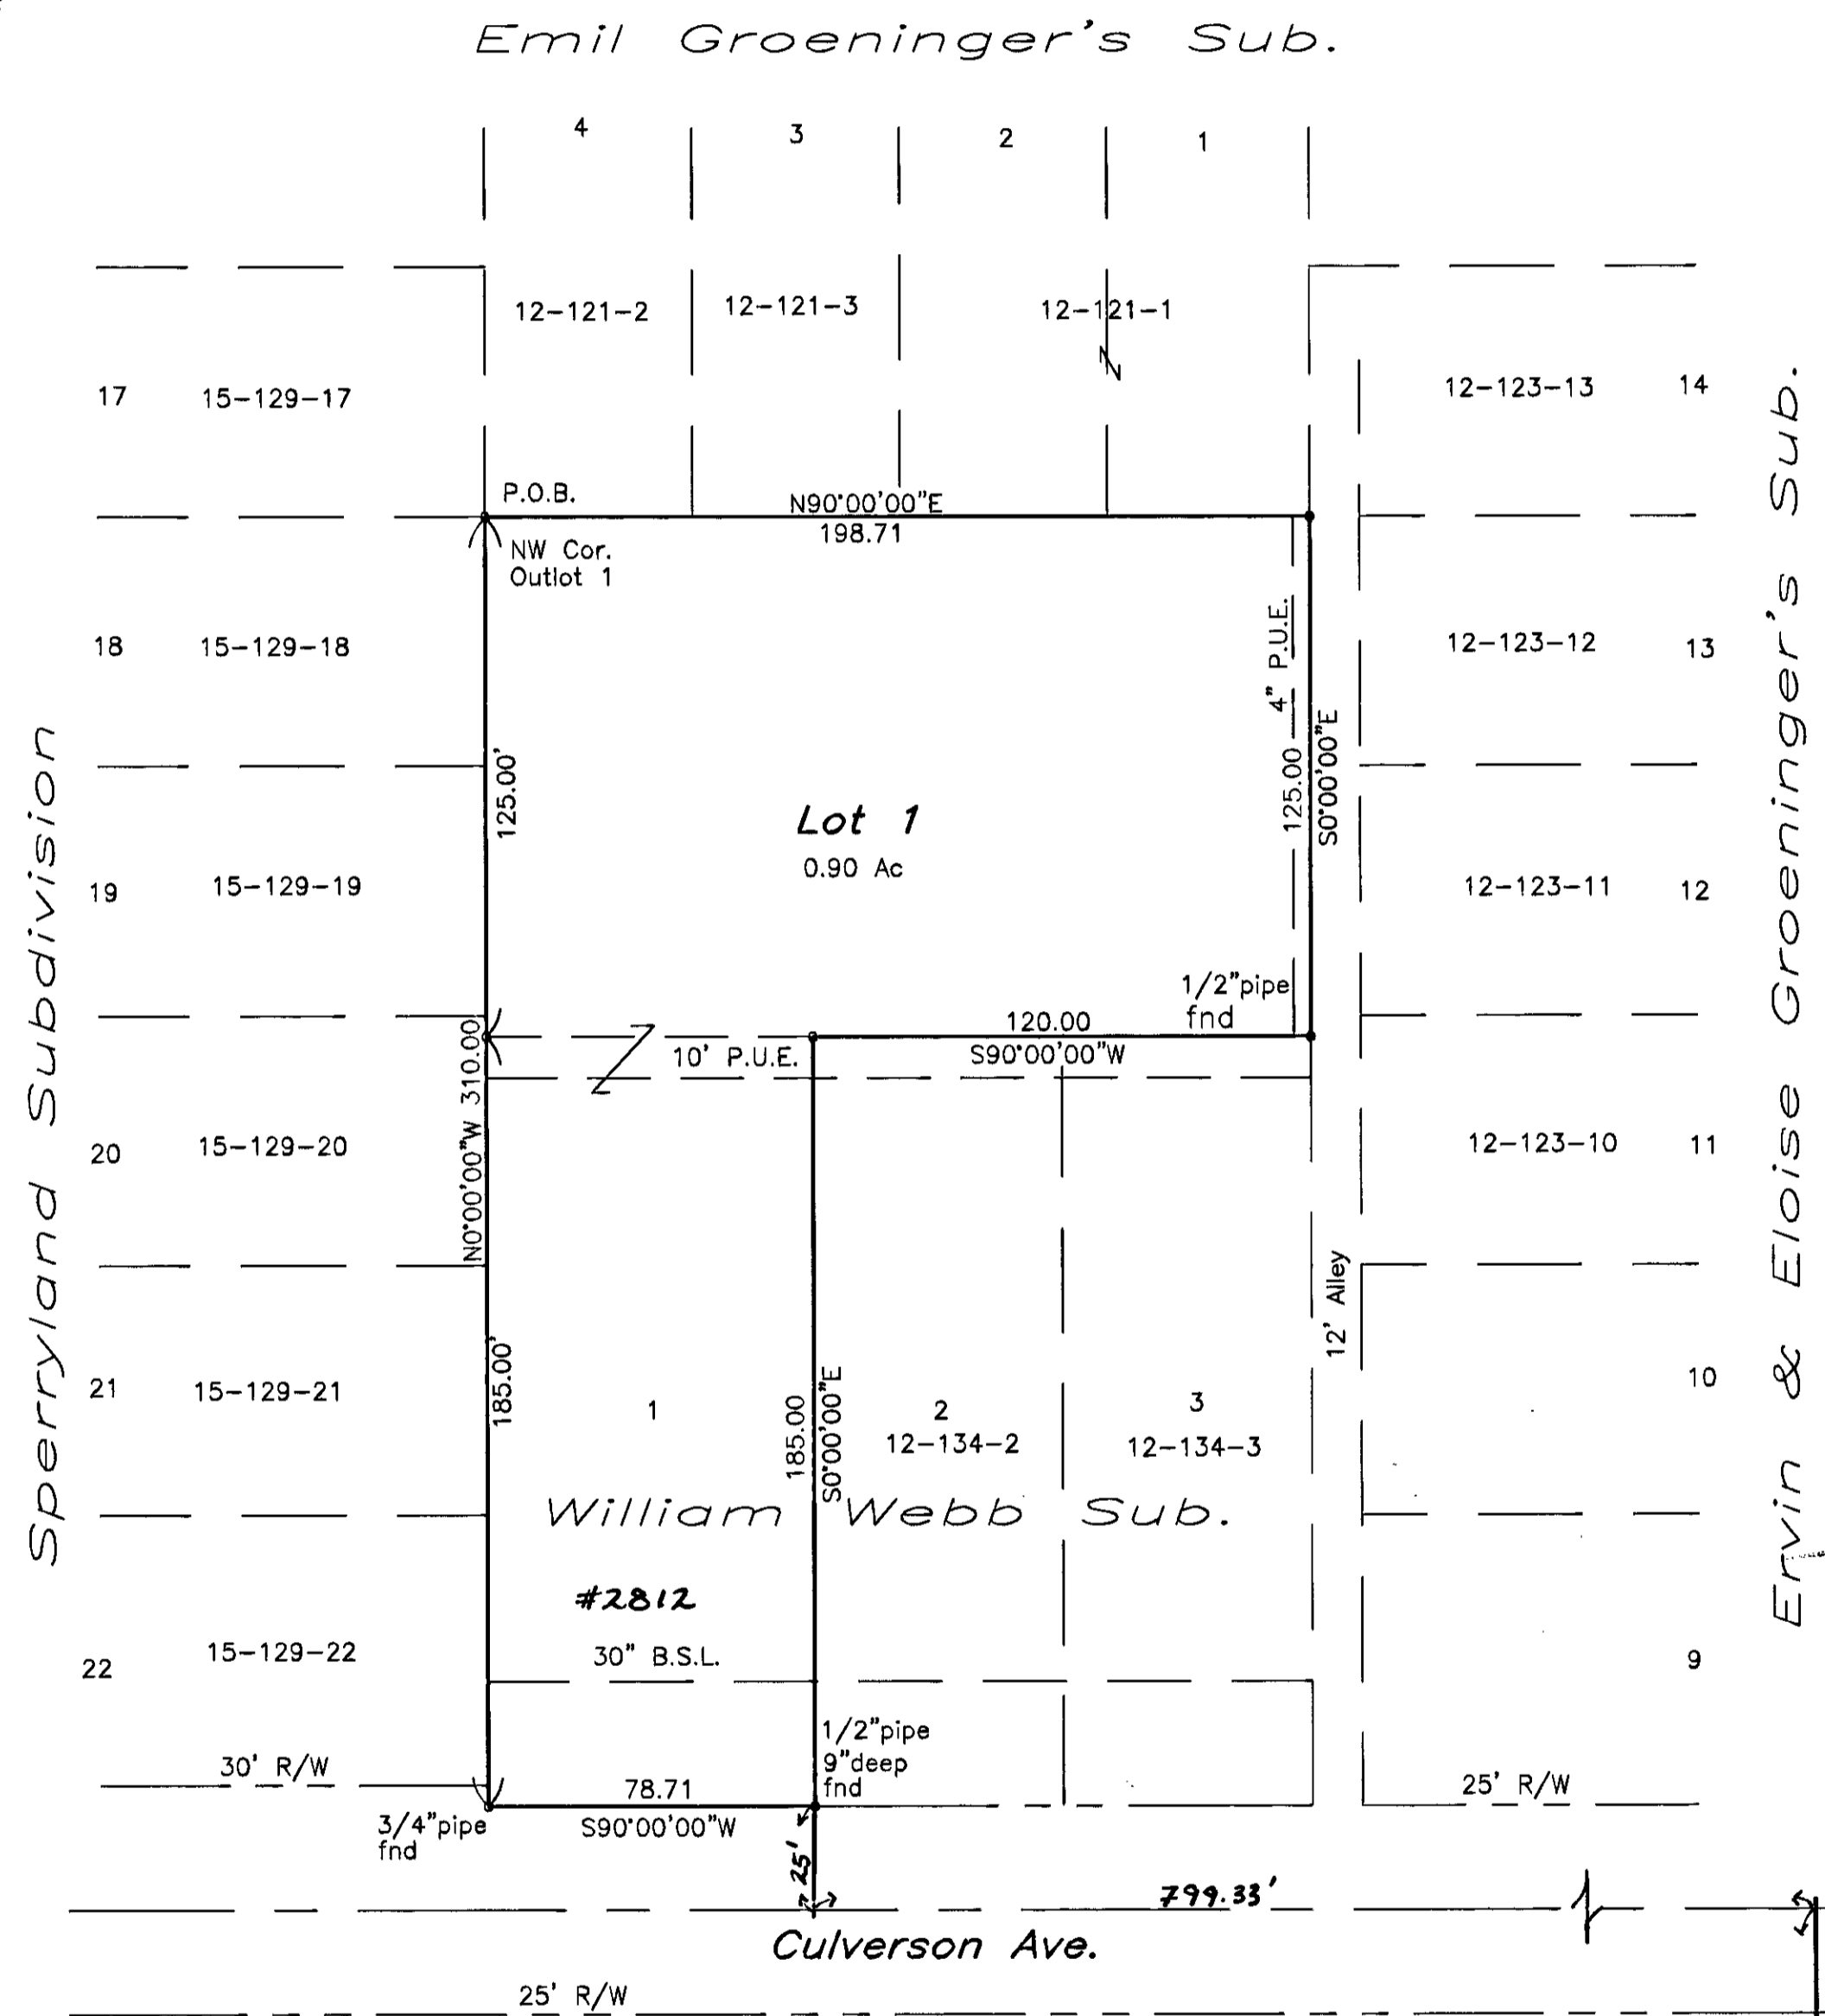 Emil Groeninger's Sub.
4
3
2
1
12-121-2
12-121-3
12-121-1
17
15-129-17
12-123-13
14
P.O.B.
N90°00'00"E
198.71
NW Cor.
Outlot 1
18
15-129-18
4" P.U.E.
12-123-12
13
125.00'
125.00
S0°00'00"E
Lot 1
0.90 Ac
19
15-129-19
12-123-11
12
Sperryland Subdivision
Ervin & Eloise Groeninger's Sub.
1/2"pipe
fnd
120.00
S90°00'00"W
10' P.U.E.
N0°00'00"W 310.00
20
15-129-20
12-123-10
11
12' Alley
21
15-129-21
185.00'
1
185.00
S0°00'00"E
2
12-134-2
3
12-134-3
10
William Webb Sub.
#2812
30" B.S.L.
22
15-129-22
9
1/2"pipe
9"deep
fnd
30' R/W
78.71
S90°00'00"W
25' R/W
3/4"pipe
fnd
25'
799.33'
Culverson Ave.
25' R/W